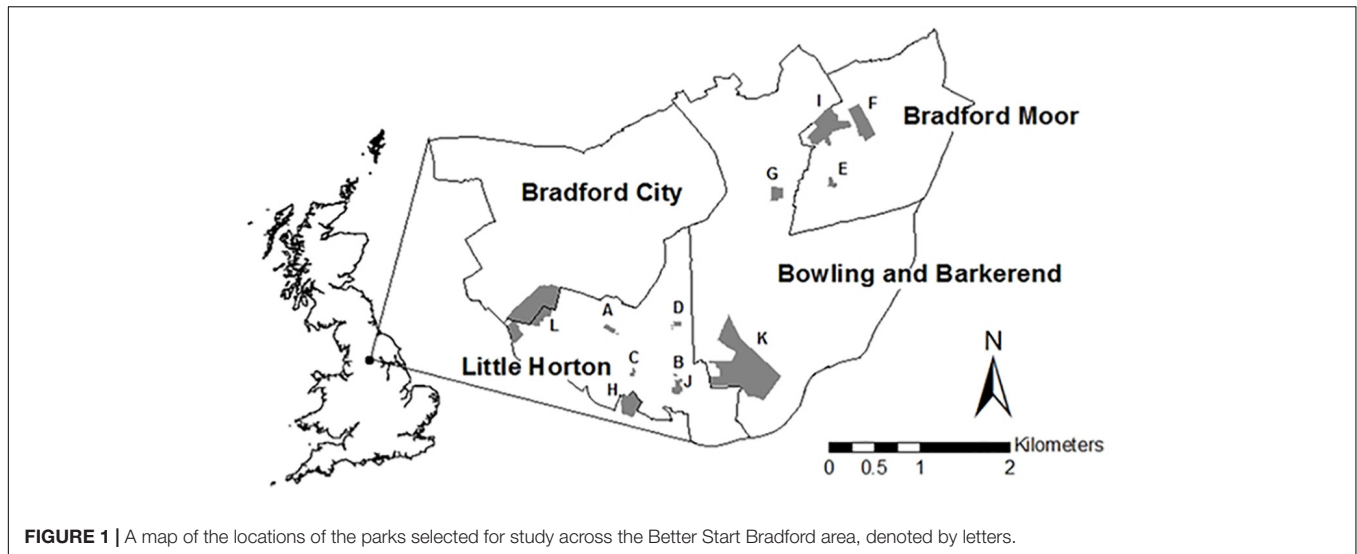 I F
Bradford Moor
G E
Bradford City
Bowling and Barkerend
A D
L K
Little Horton
C B
H J
N
Kilometers
0 0.5 1 2
FIGURE 1 | A map of the locations of the parks selected for study across the Better Start Bradford area, denoted by letters.